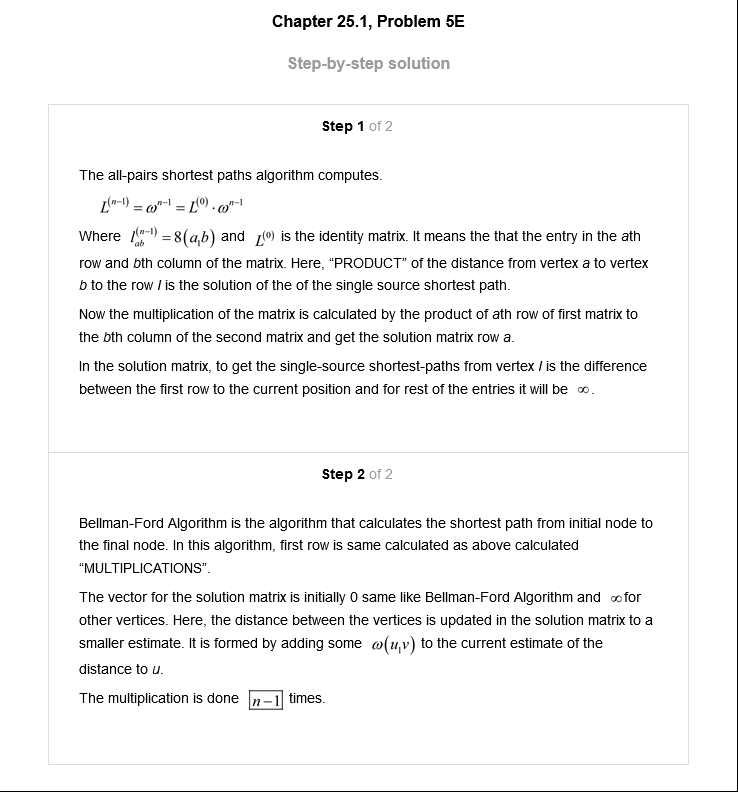 Chapter 25.1, Problem 5E
Step-by-step solution
Step 1 of 2
The all-pairs shortest paths algorithm computes.
L^(n−1) = ω^n−1 = L^(0) · ω^n−1
Where l_ab^(n−1) = 8(a,b) and L^(0) is the identity matrix. It means the that the entry in the ath
row and bth column of the matrix. Here, “PRODUCT” of the distance from vertex a to vertex
b to the row l is the solution of the of the single source shortest path.
Now the multiplication of the matrix is calculated by the product of ath row of first matrix to
the bth column of the second matrix and get the solution matrix row a.
In the solution matrix, to get the single-source shortest-paths from vertex l is the difference
between the first row to the current position and for rest of the entries it will be ∞.
Step 2 of 2
Bellman-Ford Algorithm is the algorithm that calculates the shortest path from initial node to
the final node. In this algorithm, first row is same calculated as above calculated
“MULTIPLICATIONS”.
The vector for the solution matrix is initially 0 same like Bellman-Ford Algorithm and ∞ for
other vertices. Here, the distance between the vertices is updated in the solution matrix to a
smaller estimate. It is formed by adding some ω(u,v) to the current estimate of the
distance to u.
The multiplication is done n−1 times.